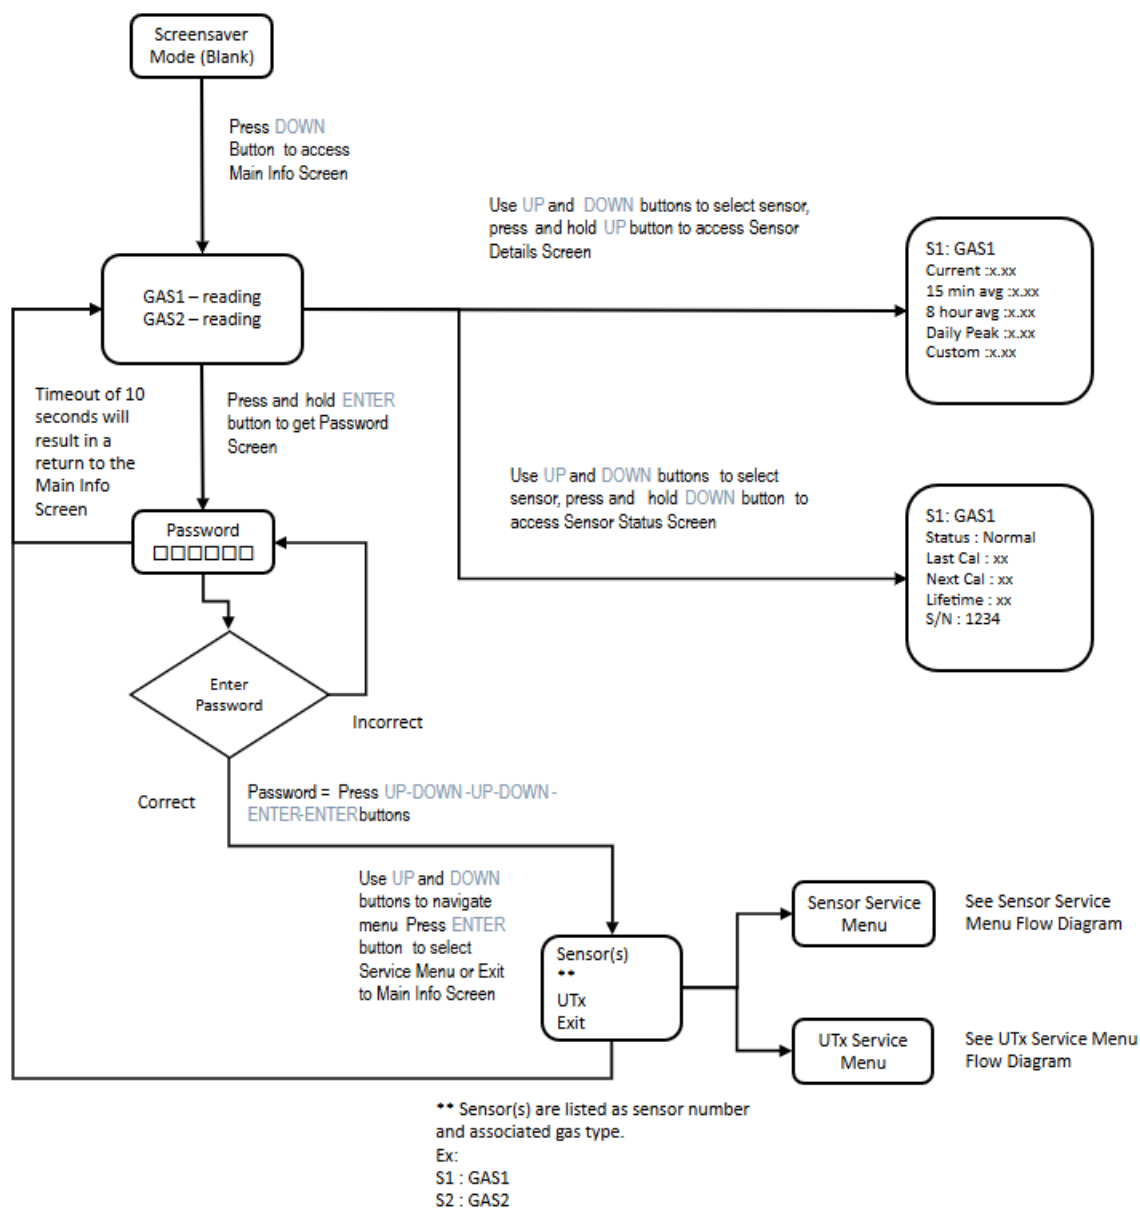 Screensaver
Mode (Blank)
Press DOWN
Button to access
Main Info Screen
Use UP and DOWN buttons to select sensor,
press and hold UP button to access Sensor
Details Screen
S1: GAS1
Current :x.xx
15 min avg :x.xx
8 hour avg :x.xx
Daily Peak :x.xx
Custom :x.xx
GAS1 – reading
GAS2 – reading
Timeout of 10
seconds will
result in a
return to the
Main Info
Screen
Press and hold ENTER
button to get Password
Screen
Use UP and DOWN buttons to select
sensor, press and hold DOWN button to
access Sensor Status Screen
S1: GAS1
Status : Normal
Last Cal : xx
Next Cal : xx
Lifetime : xx
S/N : 1234
Password
□□□□□□
Enter
Password
Incorrect
Correct
Password = Press UP-DOWN-UP-DOWN-
ENTER-ENTER buttons
Use UP and DOWN
buttons to navigate
menu Press ENTER
button to select
Service Menu or Exit
to Main Info Screen
Sensor(s)
**
UTx
Exit
Sensor Service
Menu
See Sensor Service
Menu Flow Diagram
UTx Service
Menu
See UTx Service Menu
Flow Diagram
** Sensor(s) are listed as sensor number
and associated gas type.
Ex:
S1 : GAS1
S2 : GAS2